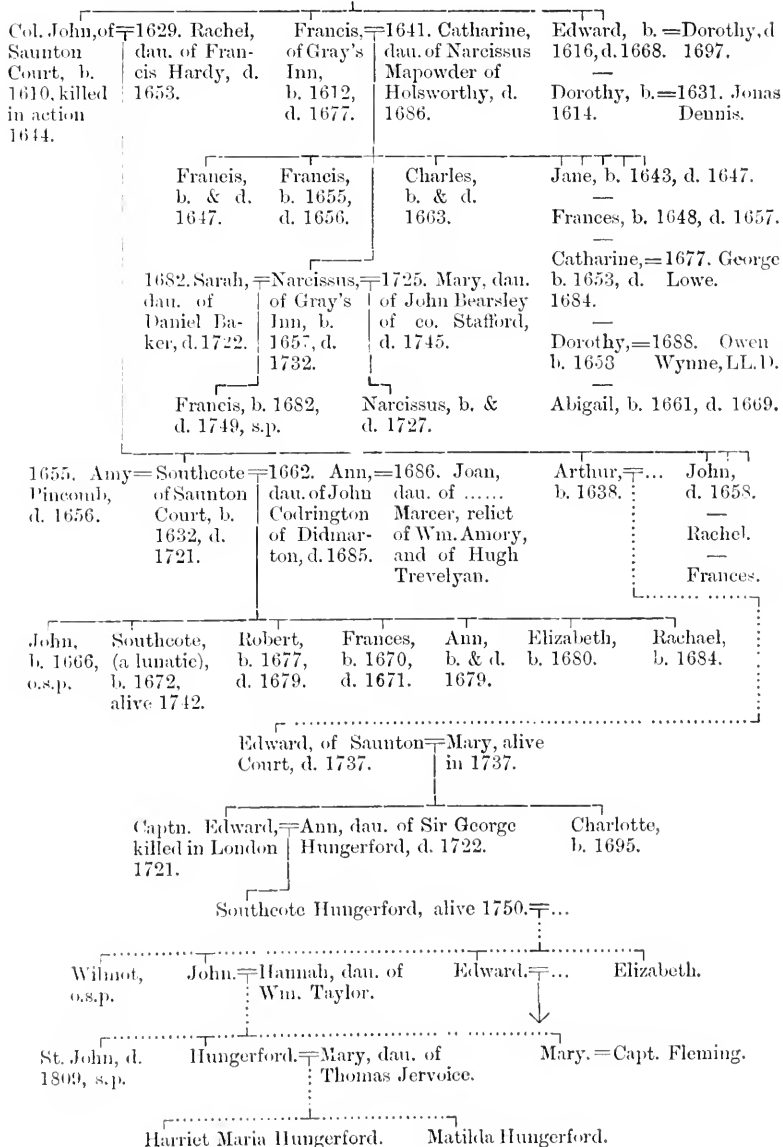 Col. John, of = 1629. Rachel,
Saunton dau. of Fran-
Court, b. cis Hardy, d.
1610, killed 1653.
in action
1644.
Francis, = 1641. Catharine,
of Gray's dau. of Narcissus
Inn, Mapowder of
b. 1612, Holsworthy, d.
d. 1677. 1686.
Edward, b. = Dorothy, d
1616, d. 1668. 1697.
—
Dorothy, b. = 1631. Jonas
1614. Dennis.
Francis,
b. & d.
1647.
Francis,
b. 1655,
d. 1656.
Charles,
b. & d.
1663.
Jane, b. 1643, d. 1647.
—
Frances, b. 1648, d. 1657.
—
Catharine, = 1677. George
b. 1653, d. Lowe.
1684.
—
Dorothy, = 1688. Owen
b. 1653 Wynne, LL.D.
—
Abigail, b. 1661, d. 1669.
1682. Sarah, = Narcissus, = 1725. Mary, dau.
dau. of of Gray's of John Bearsley
Daniel Ba- Inn, b. of co. Stafford,
ker, d. 1722. 1657, d. d. 1745.
1732.
Francis, b. 1682,
d. 1749, s.p.
Narcissus, b. &
d. 1727.
1655. Amy = Southcote = 1662. Ann, = 1686. Joan,
Pincomb, of Saunton dau. of John dau. of ......
d. 1656. Court, b. Codrington Marcer, relict
1632, d. of Didmar- of Wm. Amory,
1721. ton, d. 1685. and of Hugh
Trevelyan.
Arthur, = ...
b. 1638.
John,
d. 1658.
—
Rachel.
—
Frances.
John,
b. 1666,
o.s.p.
Southcote,
(a lunatic),
b. 1672,
alive 1742.
Robert,
b. 1677,
d. 1679.
Frances,
b. 1670,
d. 1671.
Ann,
b. & d.
1679.
Elizabeth,
b. 1680.
Rachael,
b. 1684.
Edward, of Saunton = Mary, alive
Court, d. 1737. in 1737.
Captn. Edward, = Ann, dau. of Sir George
killed in London Hungerford, d. 1722.
1721.
Charlotte,
b. 1695.
Southcote Hungerford, alive 1750. = ...
Wilmot,
o.s.p.
John. = Hannah, dau. of
Wm. Taylor.
Edward. = ...
Elizabeth.
St. John, d.
1809, s.p.
Hungerford. = Mary, dau. of
Thomas Jervoice.
Mary. = Capt. Fleming.
Harriet Maria Hungerford.
Matilda Hungerford.